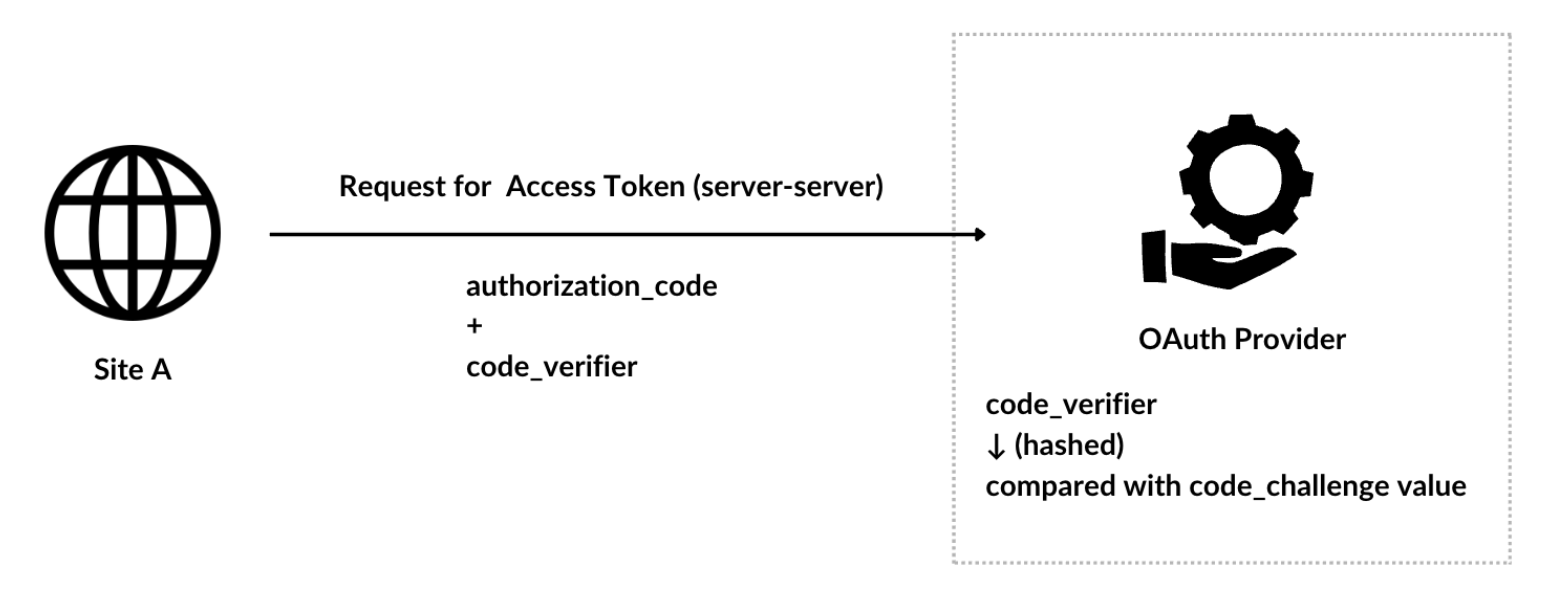 Request for  Access Token (server-server)
authorization_code
+
code_verifier
Site A
OAuth Provider
code_verifier
↓ (hashed)
compared with code_challenge value